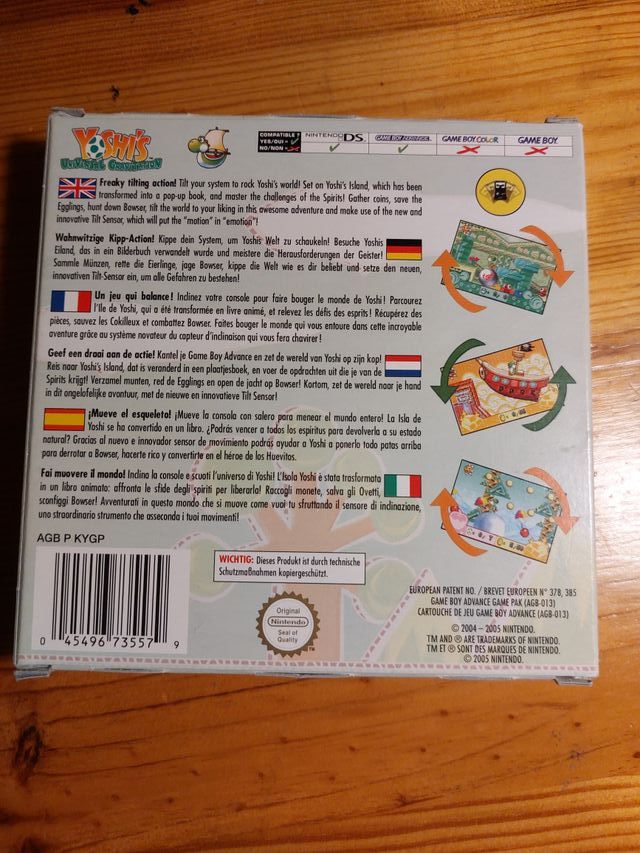 YOSHI'S
UNIVERSAL GRAVITATION
COMPATIBLE?
YES/OUI =
NO/NON =
NINTENDO DS
GAME BOY ADVANCE
GAME BOY COLOR
GAME BOY
Freaky tilting action! Tilt your system to rock Yoshi's world! Set on Yoshi's Island, which has been
transformed into a pop-up book, and master the challenges of the Spirits! Gather coins, save the
Egglings, hunt down Bowser, tilt the world to your liking in this awesome adventure and make use of the new and
innovative Tilt Sensor, which will put the "motion" in "emotion"!
Wahnwitzige Kipp-Action! Kippe dein System, um Yoshis Welt zu schaukeln! Besuche Yoshis
Eiland, das in ein Bilderbuch verwandelt wurde und meistere die Herausforderungen der Geister!
Sammle Münzen, rette die Eierlinge, jage Bowser, kippe die Welt wie es dir beliebt und setze den neuen,
innovativen Tilt-Sensor ein, um alle Gefahren zu bestehen!
Un jeu qui balance! Inclinez votre console pour faire bouger le monde de Yoshi! Parcourez
l'île de Yoshi, qui a été transformée en livre animé, et relevez les défis des esprits! Récupérez des
pièces, sauvez les Cokilleux et combattez Bowser. Faites bouger le monde qui vous entoure dans cette incroyable
aventure grâce au système novateur du capteur d'inclinaison qui vous fera chavirer!
Geef een draai aan de actie! Kantel je Game Boy Advance en zet de wereld van Yoshi op zijn kop!
Reis naar Yoshi's Island, dat is veranderd in een plaatjesboek, en voer de opdrachten uit die je van de
Spirits krijgt! Verzamel munten, red de Egglings en open de jacht op Bowser! Kortom, zet de wereld naar je hand
in dit ongelofelijke avontuur, met de nieuwe en innovatieve Tilt Sensor!
¡Mueve el esqueleto! ¡Mueve la consola con salero para menear el mundo entero! La Isla de
Yoshi se ha convertido en un libro. ¿Podrás vencer a todos los espíritus para devolverla a su estado
natural? Gracias al nuevo e innovador sensor de movimiento podrás ayudar a Yoshi a ponerlo todo patas arriba
para derrotar a Bowser, hacerte rico y convertirte en el héroe de los Huevitos.
Fai muovere il mondo! Inclina la console e scuoti l'universo di Yoshi! L'Isola Yoshi è stata trasformata
in un libro animato: affronta le sfide degli spiriti per liberarla! Raccogli monete, salva gli Ovetti,
sconfiggi Bowser! Avventurati in questo mondo che si muove come vuoi tu sfruttando il sensore di inclinazione,
uno straordinario strumento che asseconda i tuoi movimenti!
AGB P KYGP
WICHTIG: Dieses Produkt ist durch technische
Schutzmaßnahmen kopiergeschützt.
0 45496 73557 9
Original
Nintendo
Seal of
Quality
TM
EUROPEAN PATENT NO. / BREVET EUROPEEN N° 378, 385
GAME BOY ADVANCE GAME PAK (AGB-013)
CARTOUCHE DE JEU GAME BOY ADVANCE (AGB-013)
© 2004 – 2005 NINTENDO.
TM AND ® ARE TRADEMARKS OF NINTENDO.
TM ET ® SONT DES MARQUES DE NINTENDO.
© 2005 NINTENDO.